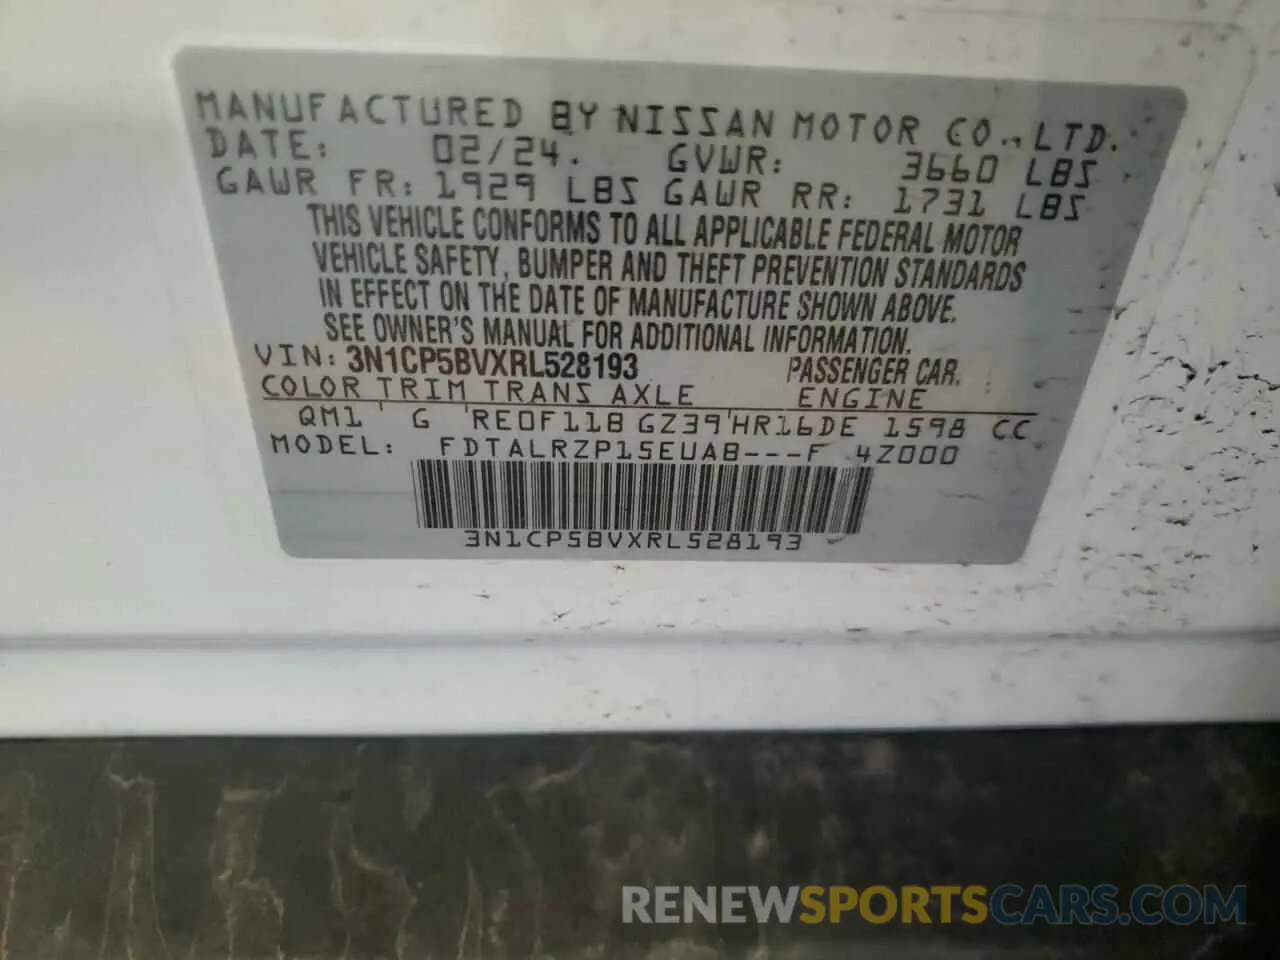 MANUFACTURED BY NISSAN MOTOR CO., LTD.
DATE: 02/24. GVWR: 3660 LBS
GAWR FR: 1929 LBS GAWR RR: 1731 LBS
THIS VEHICLE CONFORMS TO ALL APPLICABLE FEDERAL MOTOR
VEHICLE SAFETY, BUMPER AND THEFT PREVENTION STANDARDS
IN EFFECT ON THE DATE OF MANUFACTURE SHOWN ABOVE.
SEE OWNER'S MANUAL FOR ADDITIONAL INFORMATION.
VIN: 3N1CP5BVXRL528193 PASSENGER CAR.
COLOR TRIM TRANS AXLE ENGINE
QM1 ' G 'RE0F11B GZ39'HR16DE 1598 CC
MODEL: FDTALRZP15EUAB---F 4Z000
3N1CP5BVXRL528193
RENEWSPORTSCARS.COM